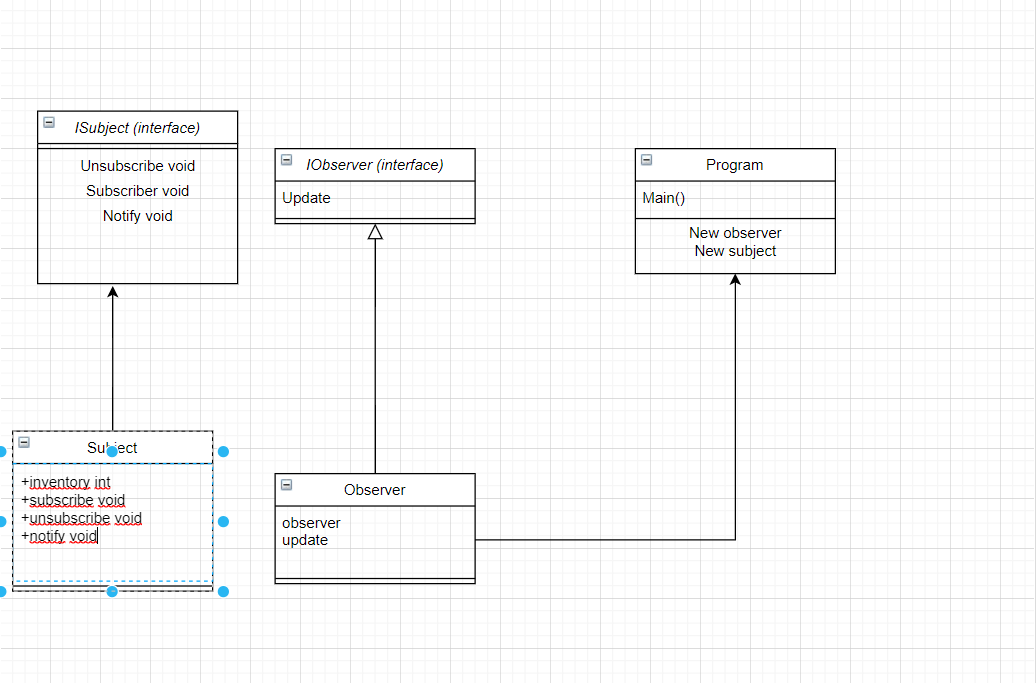 ISubject (interface)
Unsubscribe void
Subscriber void
Notify void
IObserver (interface)
Update
Program
Main()
New observer
New subject
Subject
+inventory int
+subscribe void
+unsubscribe void
+notify void
Observer
observer
update